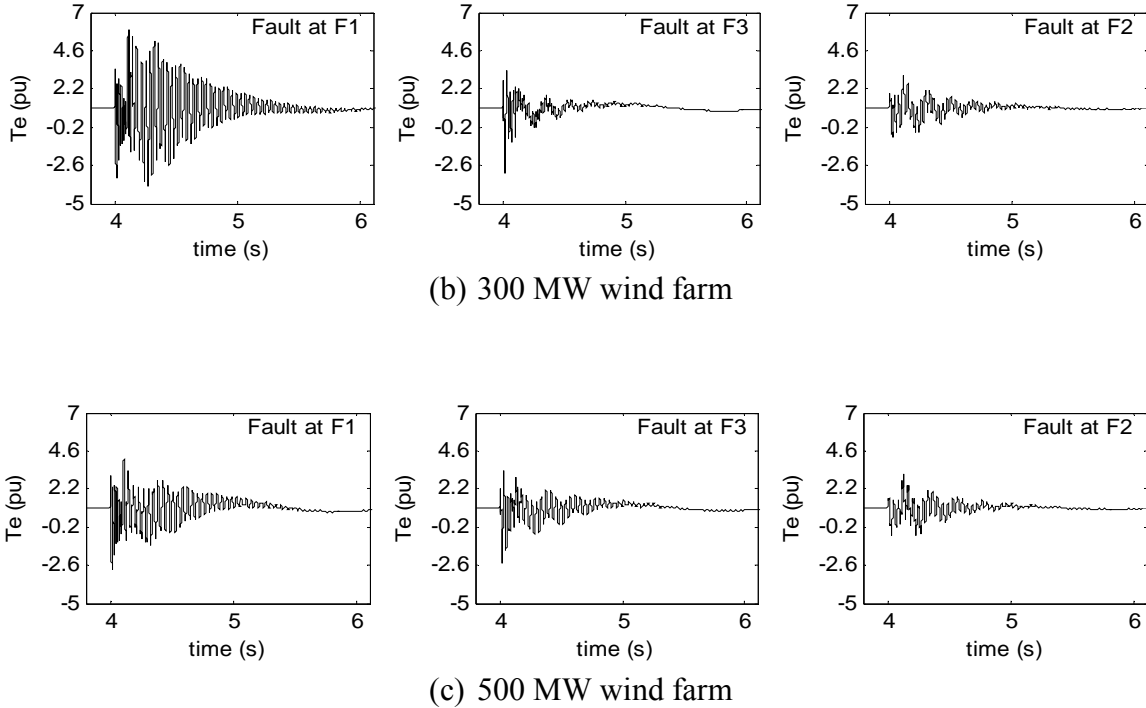 7 Fault at F1 7 Fault at F3 7 Fault at F2
4.6 4.6 4.6
2.2 2.2 2.2
-0.2 -0.2 -0.2
-2.6 -2.6 -2.6
-5 -5 -5
Te (pu) Te (pu) Te (pu)
4 5 6 4 5 6 4 5 6
time (s) time (s) time (s)
(b) 300 MW wind farm
7 Fault at F1 7 Fault at F3 7 Fault at F2
4.6 4.6 4.6
2.2 2.2 2.2
-0.2 -0.2 -0.2
-2.6 -2.6 -2.6
-5 -5 -5
Te (pu) Te (pu) Te (pu)
4 5 6 4 5 6 4 5 6
time (s) time (s) time (s)
(c) 500 MW wind farm